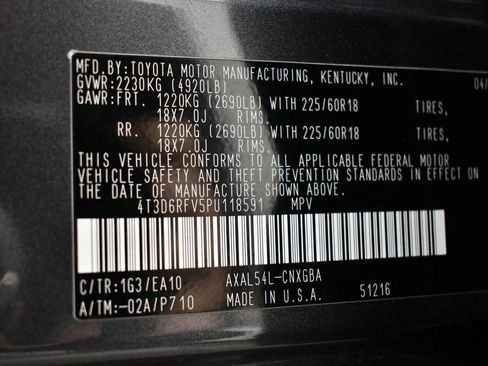 MFD.BY:TOYOTA MOTOR MANUFACTURING, KENTUCKY, INC. 04/
GVWR:2230KG (4920LB)
GAWR:FRT. 1220KG (2690LB) WITH 225/60R18 TIRES,
18X7.0J RIMS.
RR. 1220KG (2690LB) WITH 225/60R18 TIRES,
18X7.0J RIMS.
THIS VEHICLE CONFORMS TO ALL APPLICABLE FEDERAL MOTOR
VEHICLE SAFETY AND THEFT PREVENTION STANDARDS IN EFFECT ON
THE DATE OF MANUFACTURE SHOWN ABOVE.
4T3D6RFV5PU118591 MPV
C/TR:1G3/EA10 AXAL54L-CNXGBA
A/TM:-02A/P710 MADE IN U.S.A. 51216